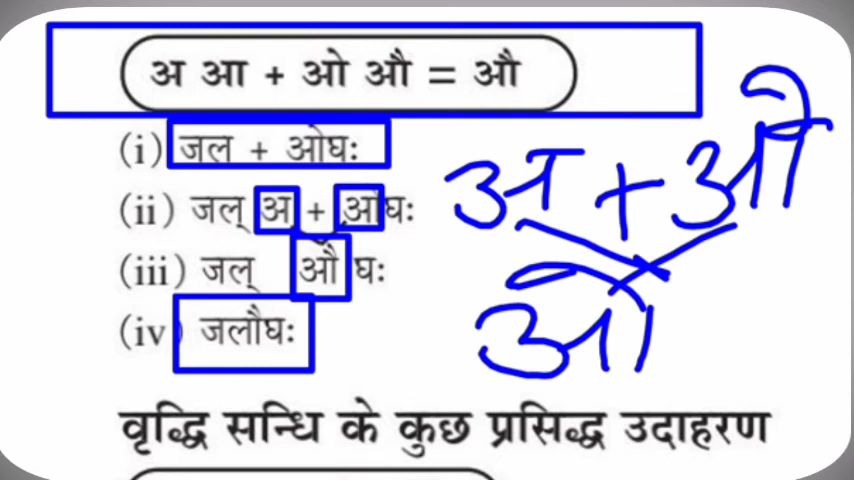 अ आ + ओ औ = औ
(i) जल + ओघः
(ii) जल् अ + ओघः
(iii) जल् औ घः
(iv) जलौघः
अ + ओ
औ
वृद्धि सन्धि के कुछ प्रसिद्ध उदाहरण